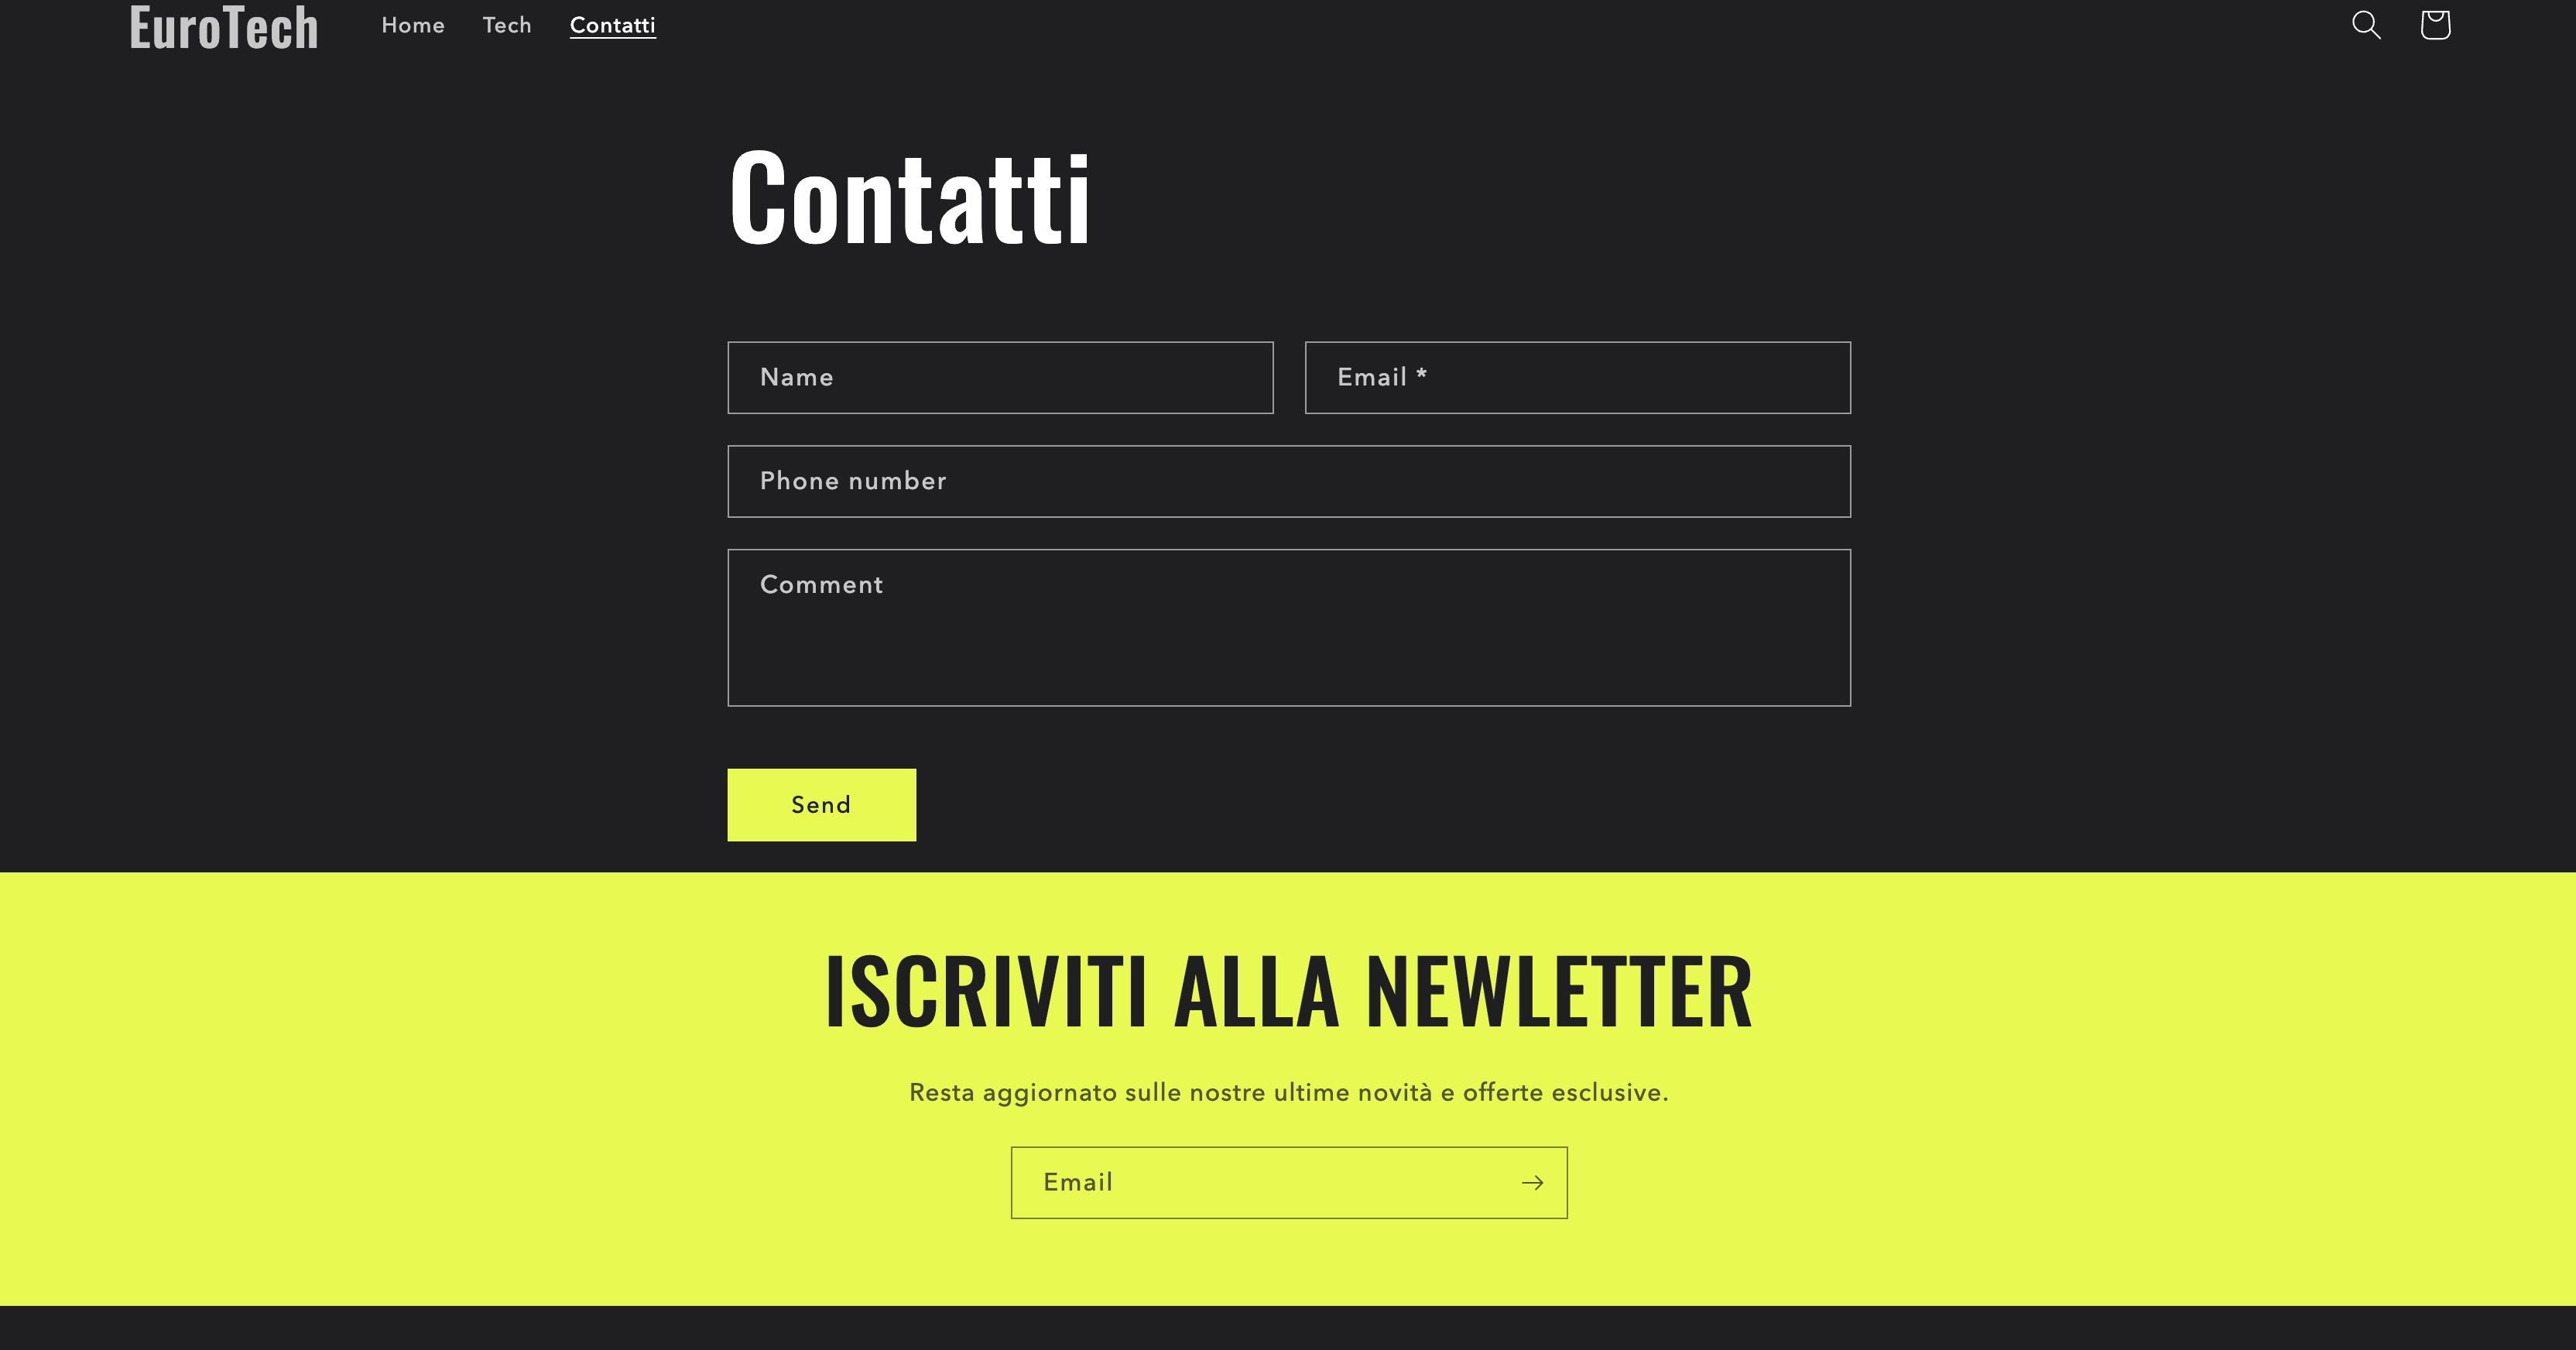 EuroTech Home Tech Contatti
Contatti
Name Email *
Phone number
Comment
Send
ISCRIVITI ALLA NEWLETTER
Resta aggiornato sulle nostre ultime novità e offerte esclusive.
Email